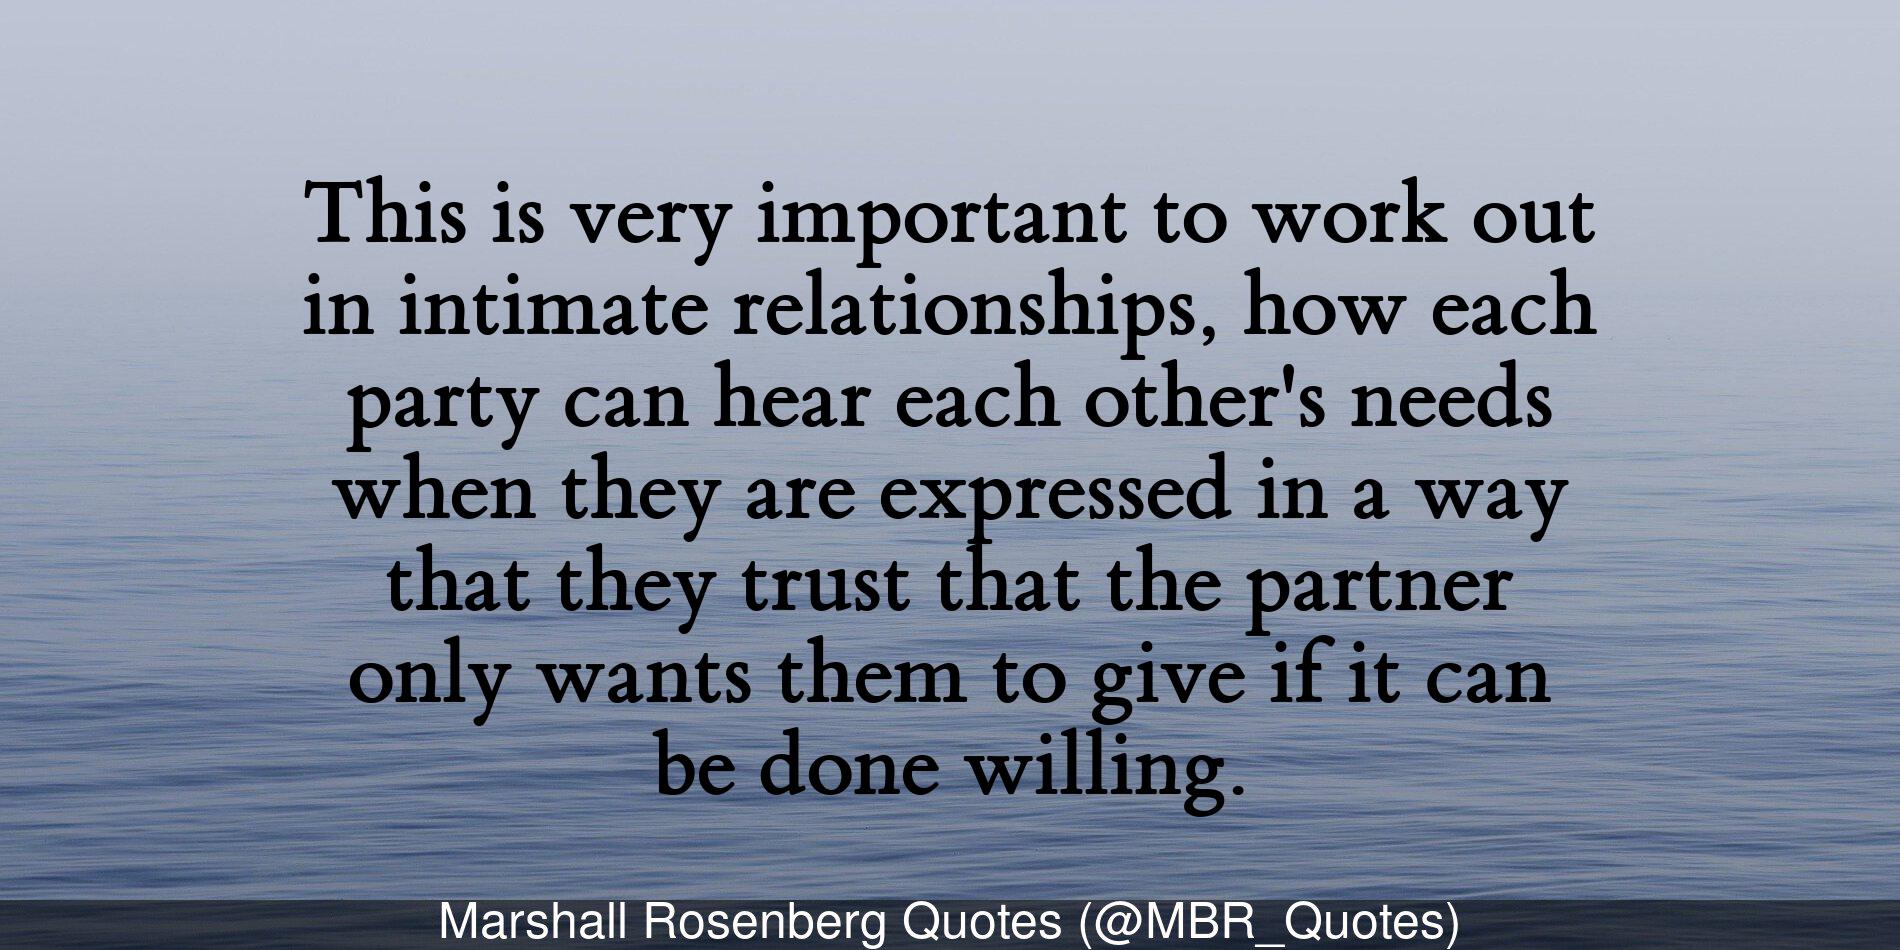 This is very important to work out
in intimate relationships, how each
party can hear each other's needs
when they are expressed in a way
that they trust that the partner
only wants them to give if it can
be done willing.
Marshall Rosenberg Quotes (@MBR_Quotes)